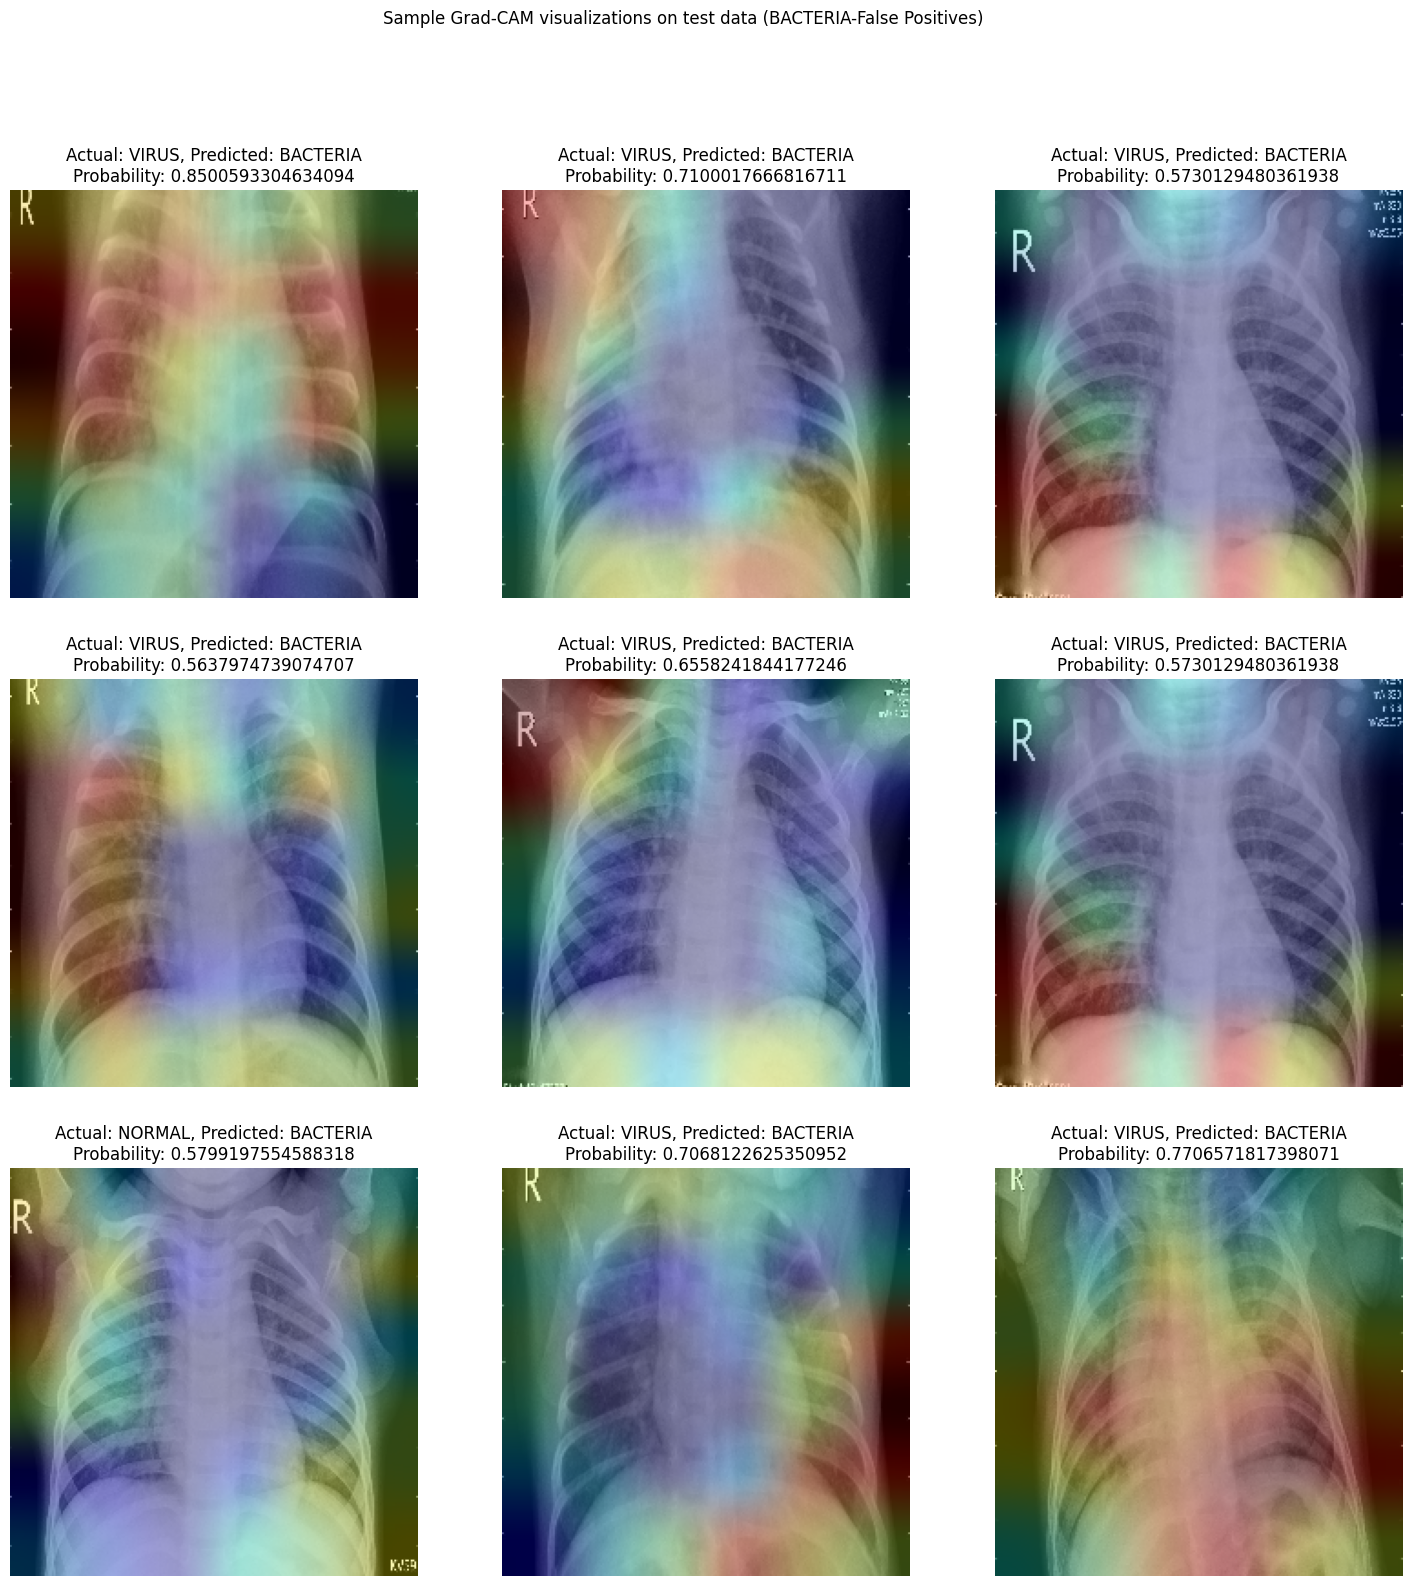 Sample Grad-CAM visualizations on test data (BACTERIA-False Positives)
Actual: VIRUS, Predicted: BACTERIA
Probability: 0.8500593304634094
R
Actual: VIRUS, Predicted: BACTERIA
Probability: 0.7100017666816711
R
Actual: VIRUS, Predicted: BACTERIA
Probability: 0.5730129480361938
R
Actual: VIRUS, Predicted: BACTERIA
Probability: 0.5637974739074707
R
Actual: VIRUS, Predicted: BACTERIA
Probability: 0.6558241844177246
R
Actual: VIRUS, Predicted: BACTERIA
Probability: 0.5730129480361938
R
Actual: NORMAL, Predicted: BACTERIA
Probability: 0.5799197554588318
R
Actual: VIRUS, Predicted: BACTERIA
Probability: 0.7068122625350952
R
Actual: VIRUS, Predicted: BACTERIA
Probability: 0.7706571817398071
R